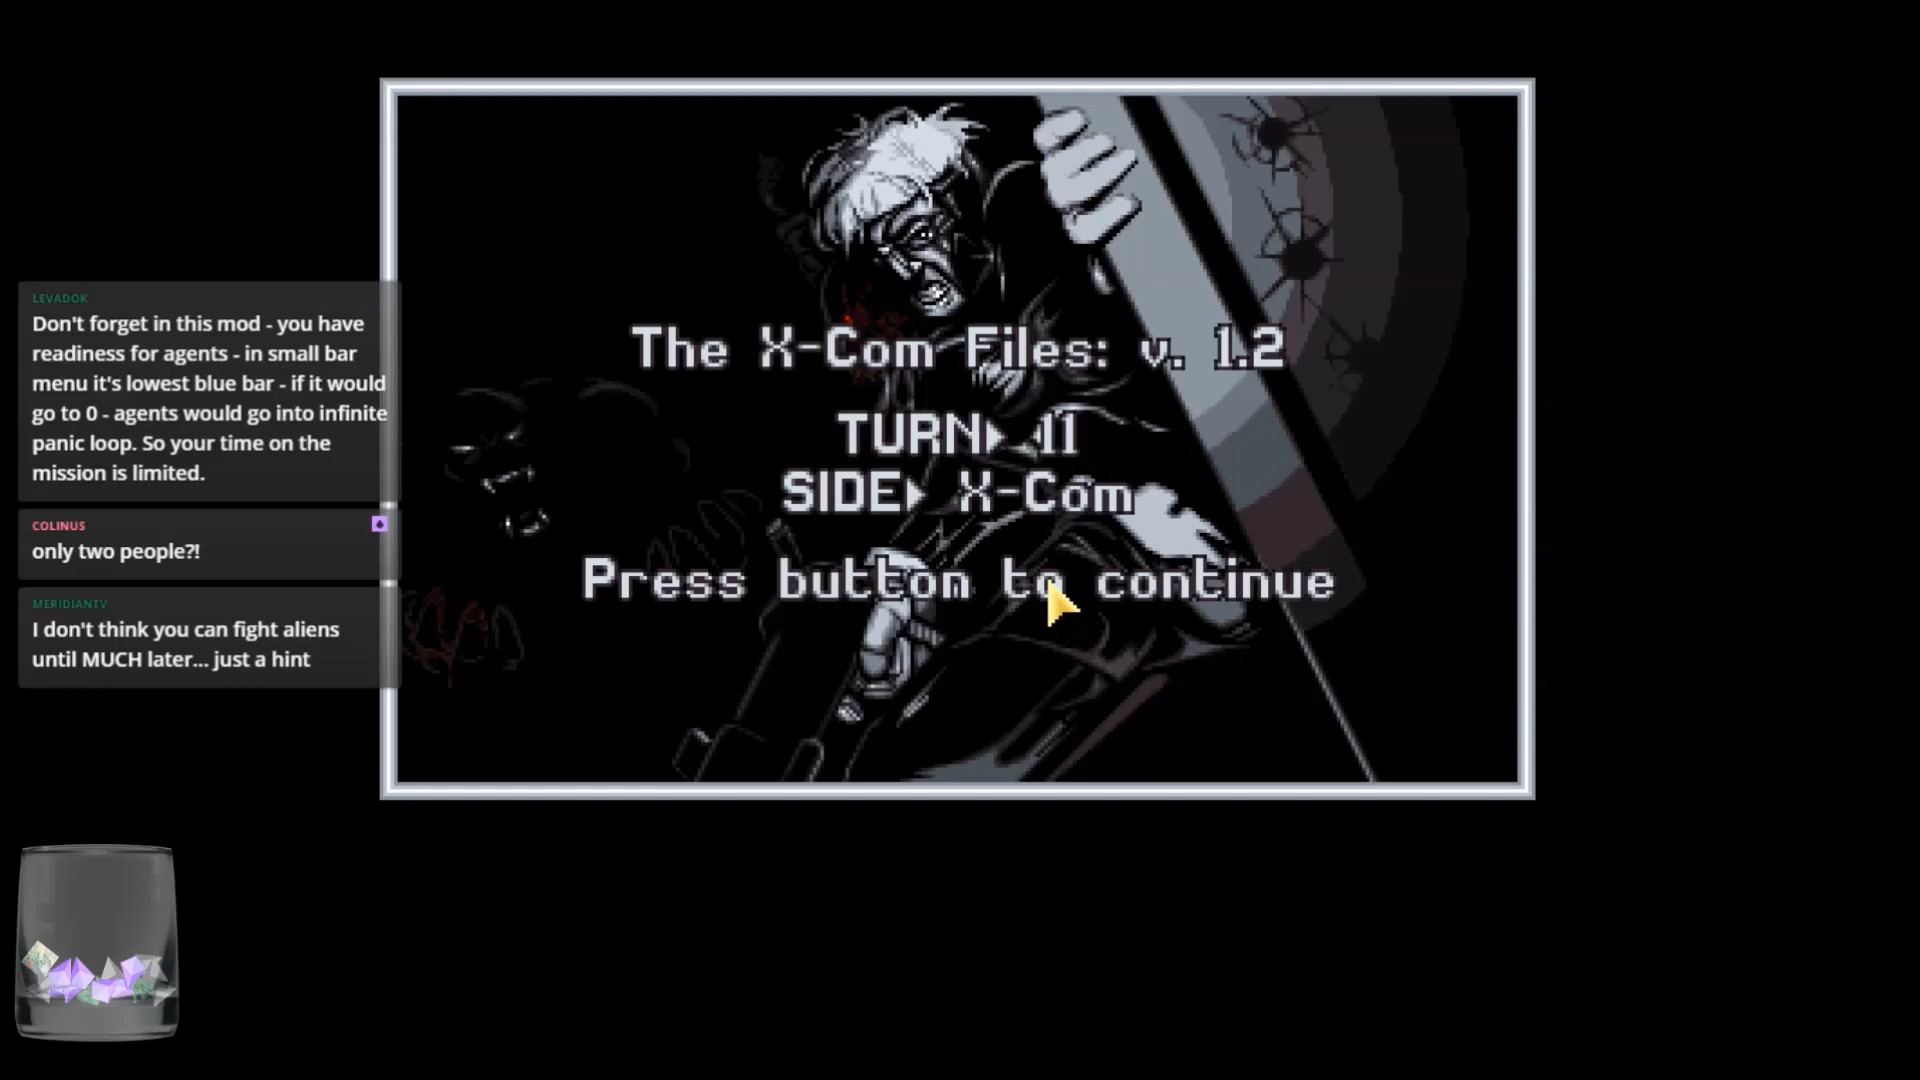 LEVADOK
Don't forget in this mod - you have
readiness for agents - in small bar
menu it's lowest blue bar - if it would
go to 0 - agents would go into infinite
panic loop. So your time on the
mission is limited.
COLINUS
only two people?!
MERIDIANTV
I don't think you can fight aliens
until MUCH later... just a hint
The X-Com Files: v. 1.2
TURN▶ 11
SIDE▶ X-Com
Press button to continue